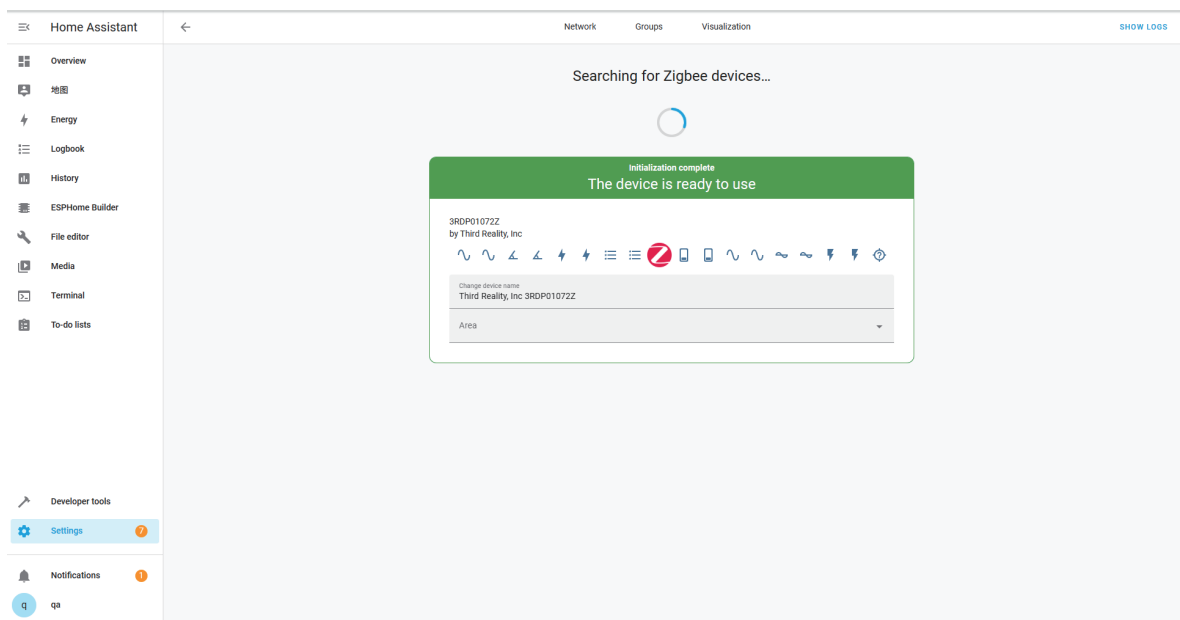 Home Assistant
Network Groups Visualization
SHOW LOGS
Overview
地图
Energy
Logbook
History
ESPHome Builder
File editor
Media
Terminal
To-do lists
Developer tools
Settings 7
Notifications 1
q qa
Searching for Zigbee devices...
Initialization complete
The device is ready to use
3RDP01072Z
by Third Reality, Inc
Change device name
Third Reality, Inc 3RDP01072Z
Area